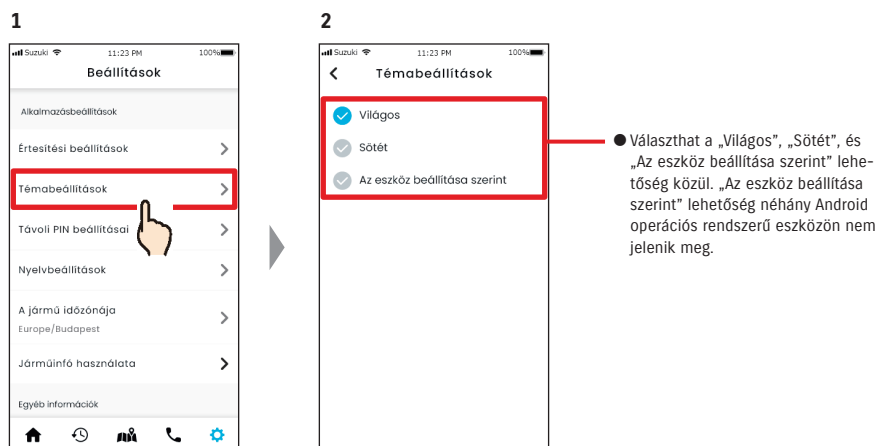 1
Suzuki 11:23 PM 100%
Beállítások
Alkalmazásbeállítások
Értesítési beállítások
Témabeállítások
Távoli PIN beállításai
Nyelvbeállítások
A jármű időzónája
Europe/Budapest
Járműinfó használata
Egyéb információk
2
Suzuki 11:23 PM 100%
Témabeállítások
Világos
Sötét
Az eszköz beállítása szerint
● Választhat a „Világos”, „Sötét”, és
„Az eszköz beállítása szerint” lehe-
tőség közül. „Az eszköz beállítása
szerint” lehetőség néhány Android
operációs rendszerű eszközön nem
jelenik meg.